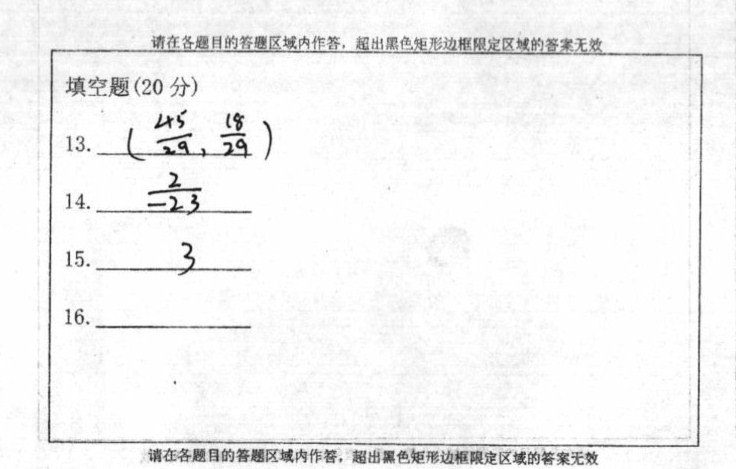 请在各题目的答题区域内作答，超出黑色矩形边框限定区域的答案无效
填空题(20 分)
13. (45/29, 18/29)
14. 2/-23
15. 3
16.
请在各题目的答题区域内作答，超出黑色矩形边框限定区域的答案无效